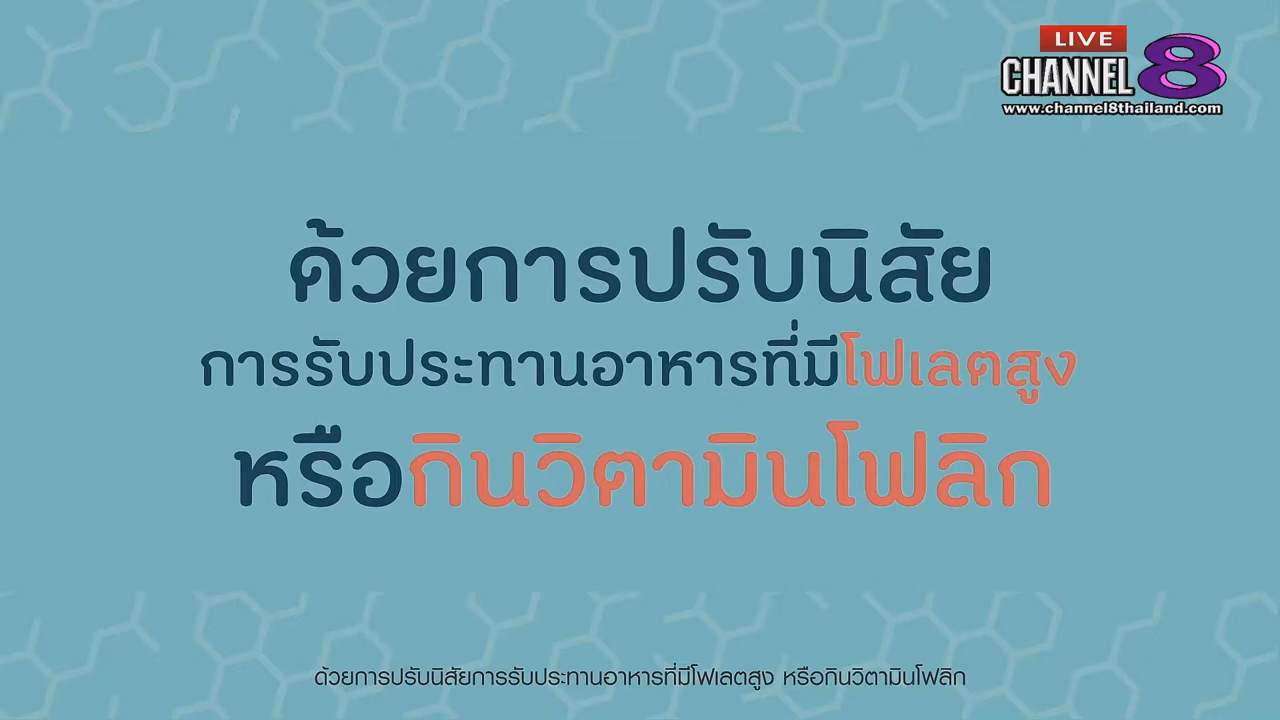 LIVE
CHANNEL 8
www.channel8thailand.com
ด้วยการปรับนิสัย
การรับประทานอาหารที่มีโฟเลตสูง
หรือกินวิตามินโฟลิก
ด้วยการปรับนิสัยการรับประทานอาหารที่มีโฟเลตสูง หรือกินวิตามินโฟลิก